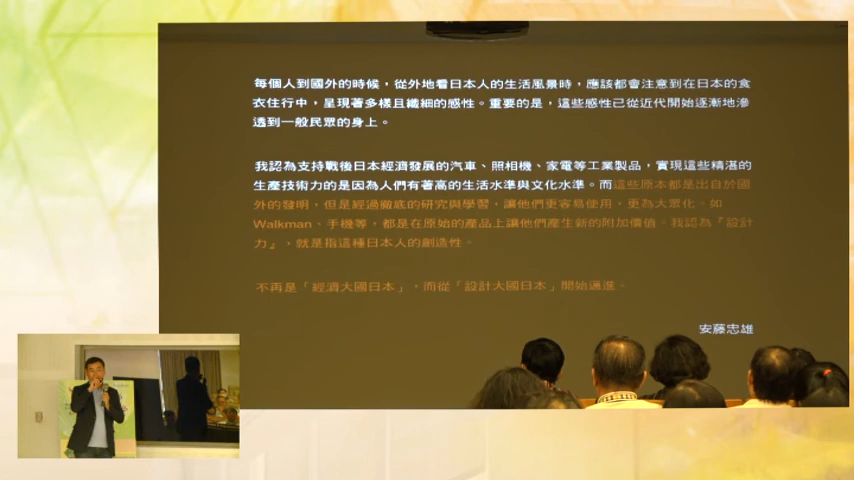 每個人到國外的時候，從外地看日本人的生活風景時，應該都會注意到在日本的食
衣住行中，呈現著多樣且纖細的感性。重要的是，這些感性已從近代開始逐漸地滲
透到一般民眾的身上。
我認為支持戰後日本經濟發展的汽車、照相機、家電等工業製品，實現這些精湛的
生產技術力的是因為人們有著高的生活水準與文化水準。而這些原本都是出自於國
外的發明，但是經過徹底的研究與學習，讓他們更容易使用，更為大眾化。如
Walkman、手機等，都是在原始的產品上讓他們產生新的附加價值。我認為『設計
力』，就是指這種日本人的創造性。
不再是「經濟大國日本」，而從「設計大國日本」開始邁進。
安藤忠雄